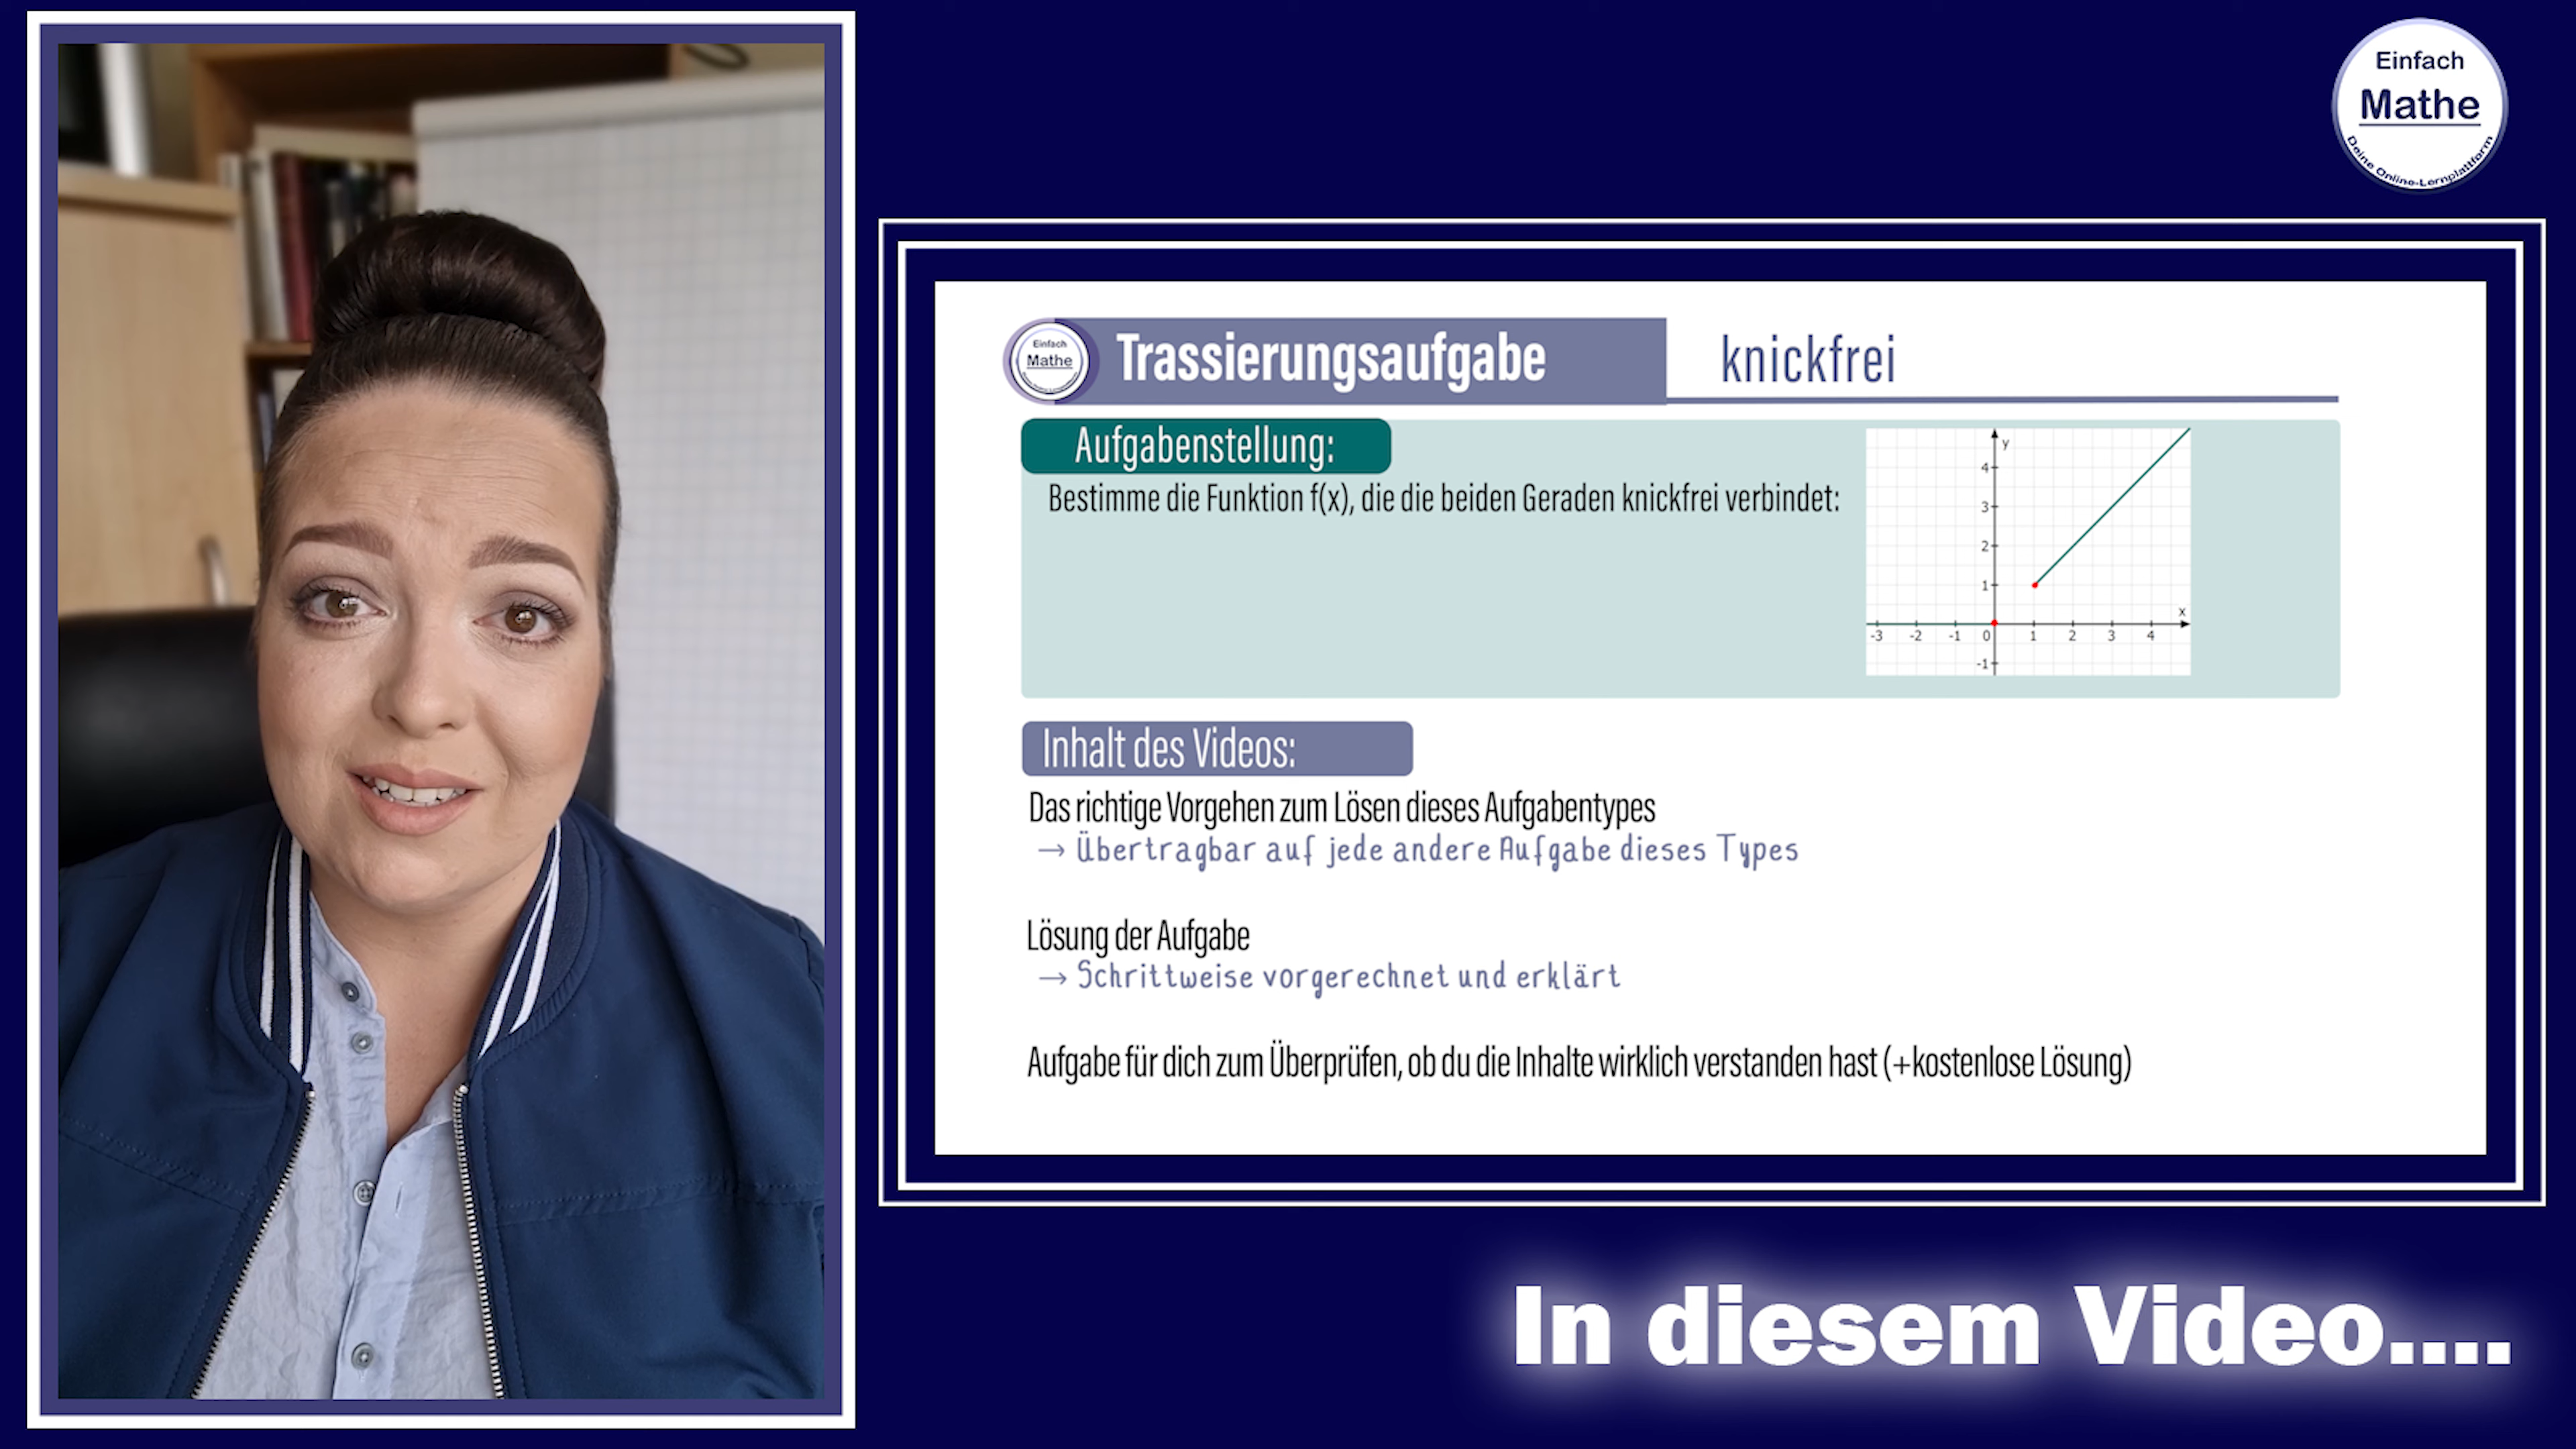 Einfach
Mathe
Deine Online-Lernplattform
Einfach
Mathe
Trassierungsaufgabe
knickfrei
Aufgabenstellung:
Bestimme die Funktion f(x), die die beiden Geraden knickfrei verbindet:
y
4
3
2
1
x
-3 -2 -1 0 1 2 3 4
-1
Inhalt des Videos:
Das richtige Vorgehen zum Lösen dieses Aufgabentypes
→ Übertragbar auf jede andere Aufgabe dieses Types
Lösung der Aufgabe
→ Schrittweise vorgerechnet und erklärt
Aufgabe für dich zum Überprüfen, ob du die Inhalte wirklich verstanden hast (+kostenlose Lösung)
In diesem Video....